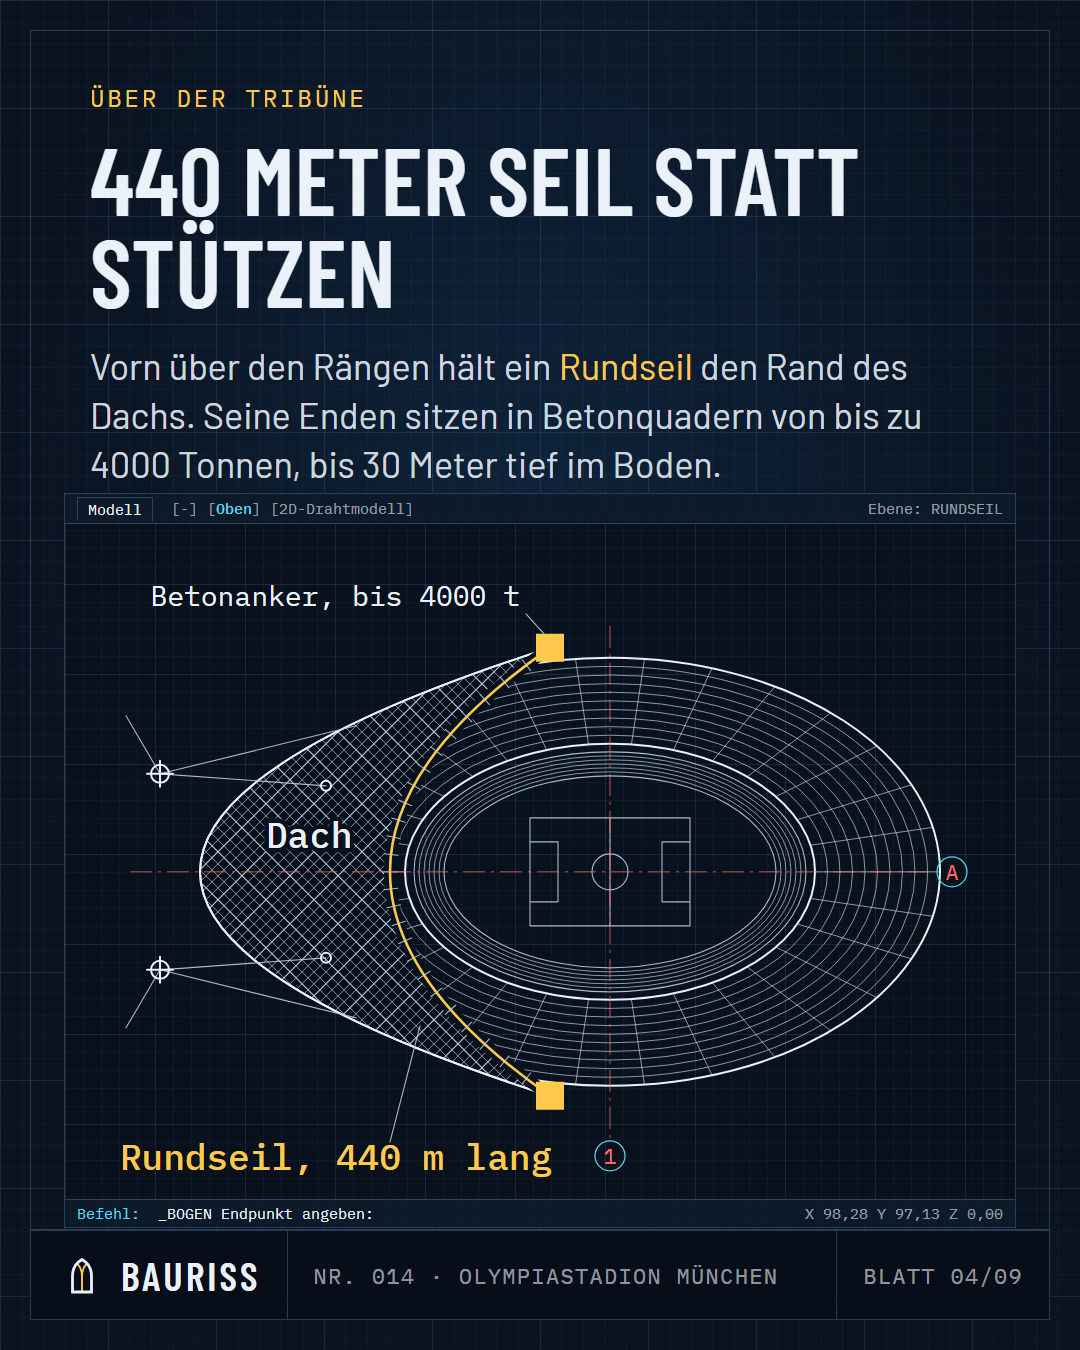 ÜBER DER TRIBÜNE
440 METER SEIL STATT
STÜTZEN
Vorn über den Rängen hält ein Rundseil den Rand des
Dachs. Seine Enden sitzen in Betonquadern von bis zu
4000 Tonnen, bis 30 Meter tief im Boden.
Modell [-] [Oben] [2D-Drahtmodell] Ebene: RUNDSEIL
Betonanker, bis 4000 t
Dach
A
Rundseil, 440 m lang
1
Befehl: _BOGEN Endpunkt angeben: X 98,28 Y 97,13 Z 0,00
BAURISS NR. 014 · OLYMPIASTADION MÜNCHEN BLATT 04/09